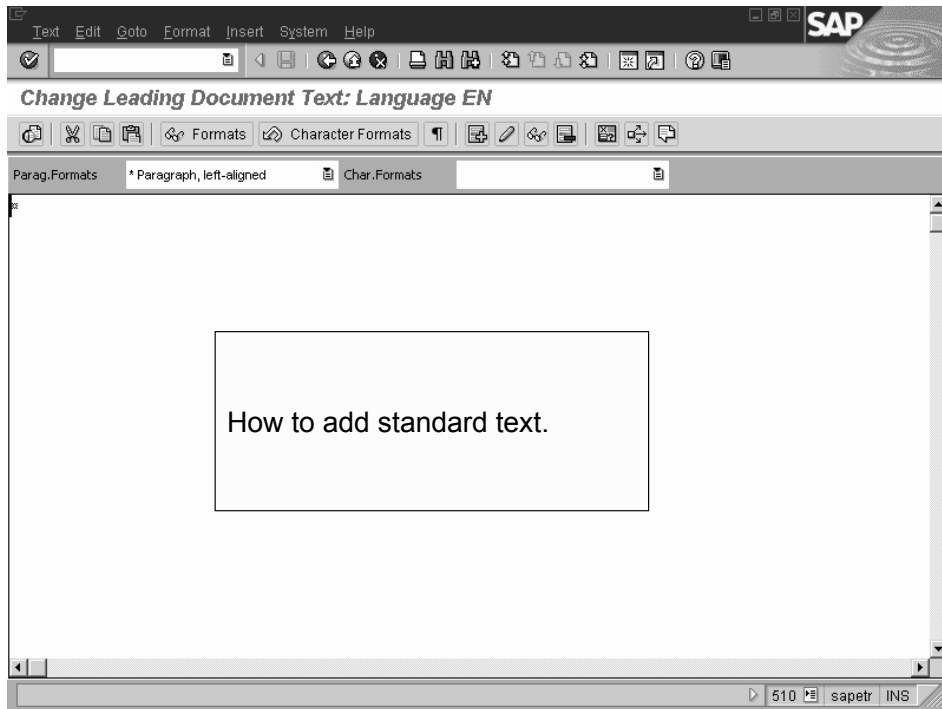 SAP
Text Edit Goto Format Insert System Help
Change Leading Document Text: Language EN
Formats Character Formats ¶
Parag.Formats * Paragraph, left-aligned Char.Formats
How to add standard text.
510 sapetr INS